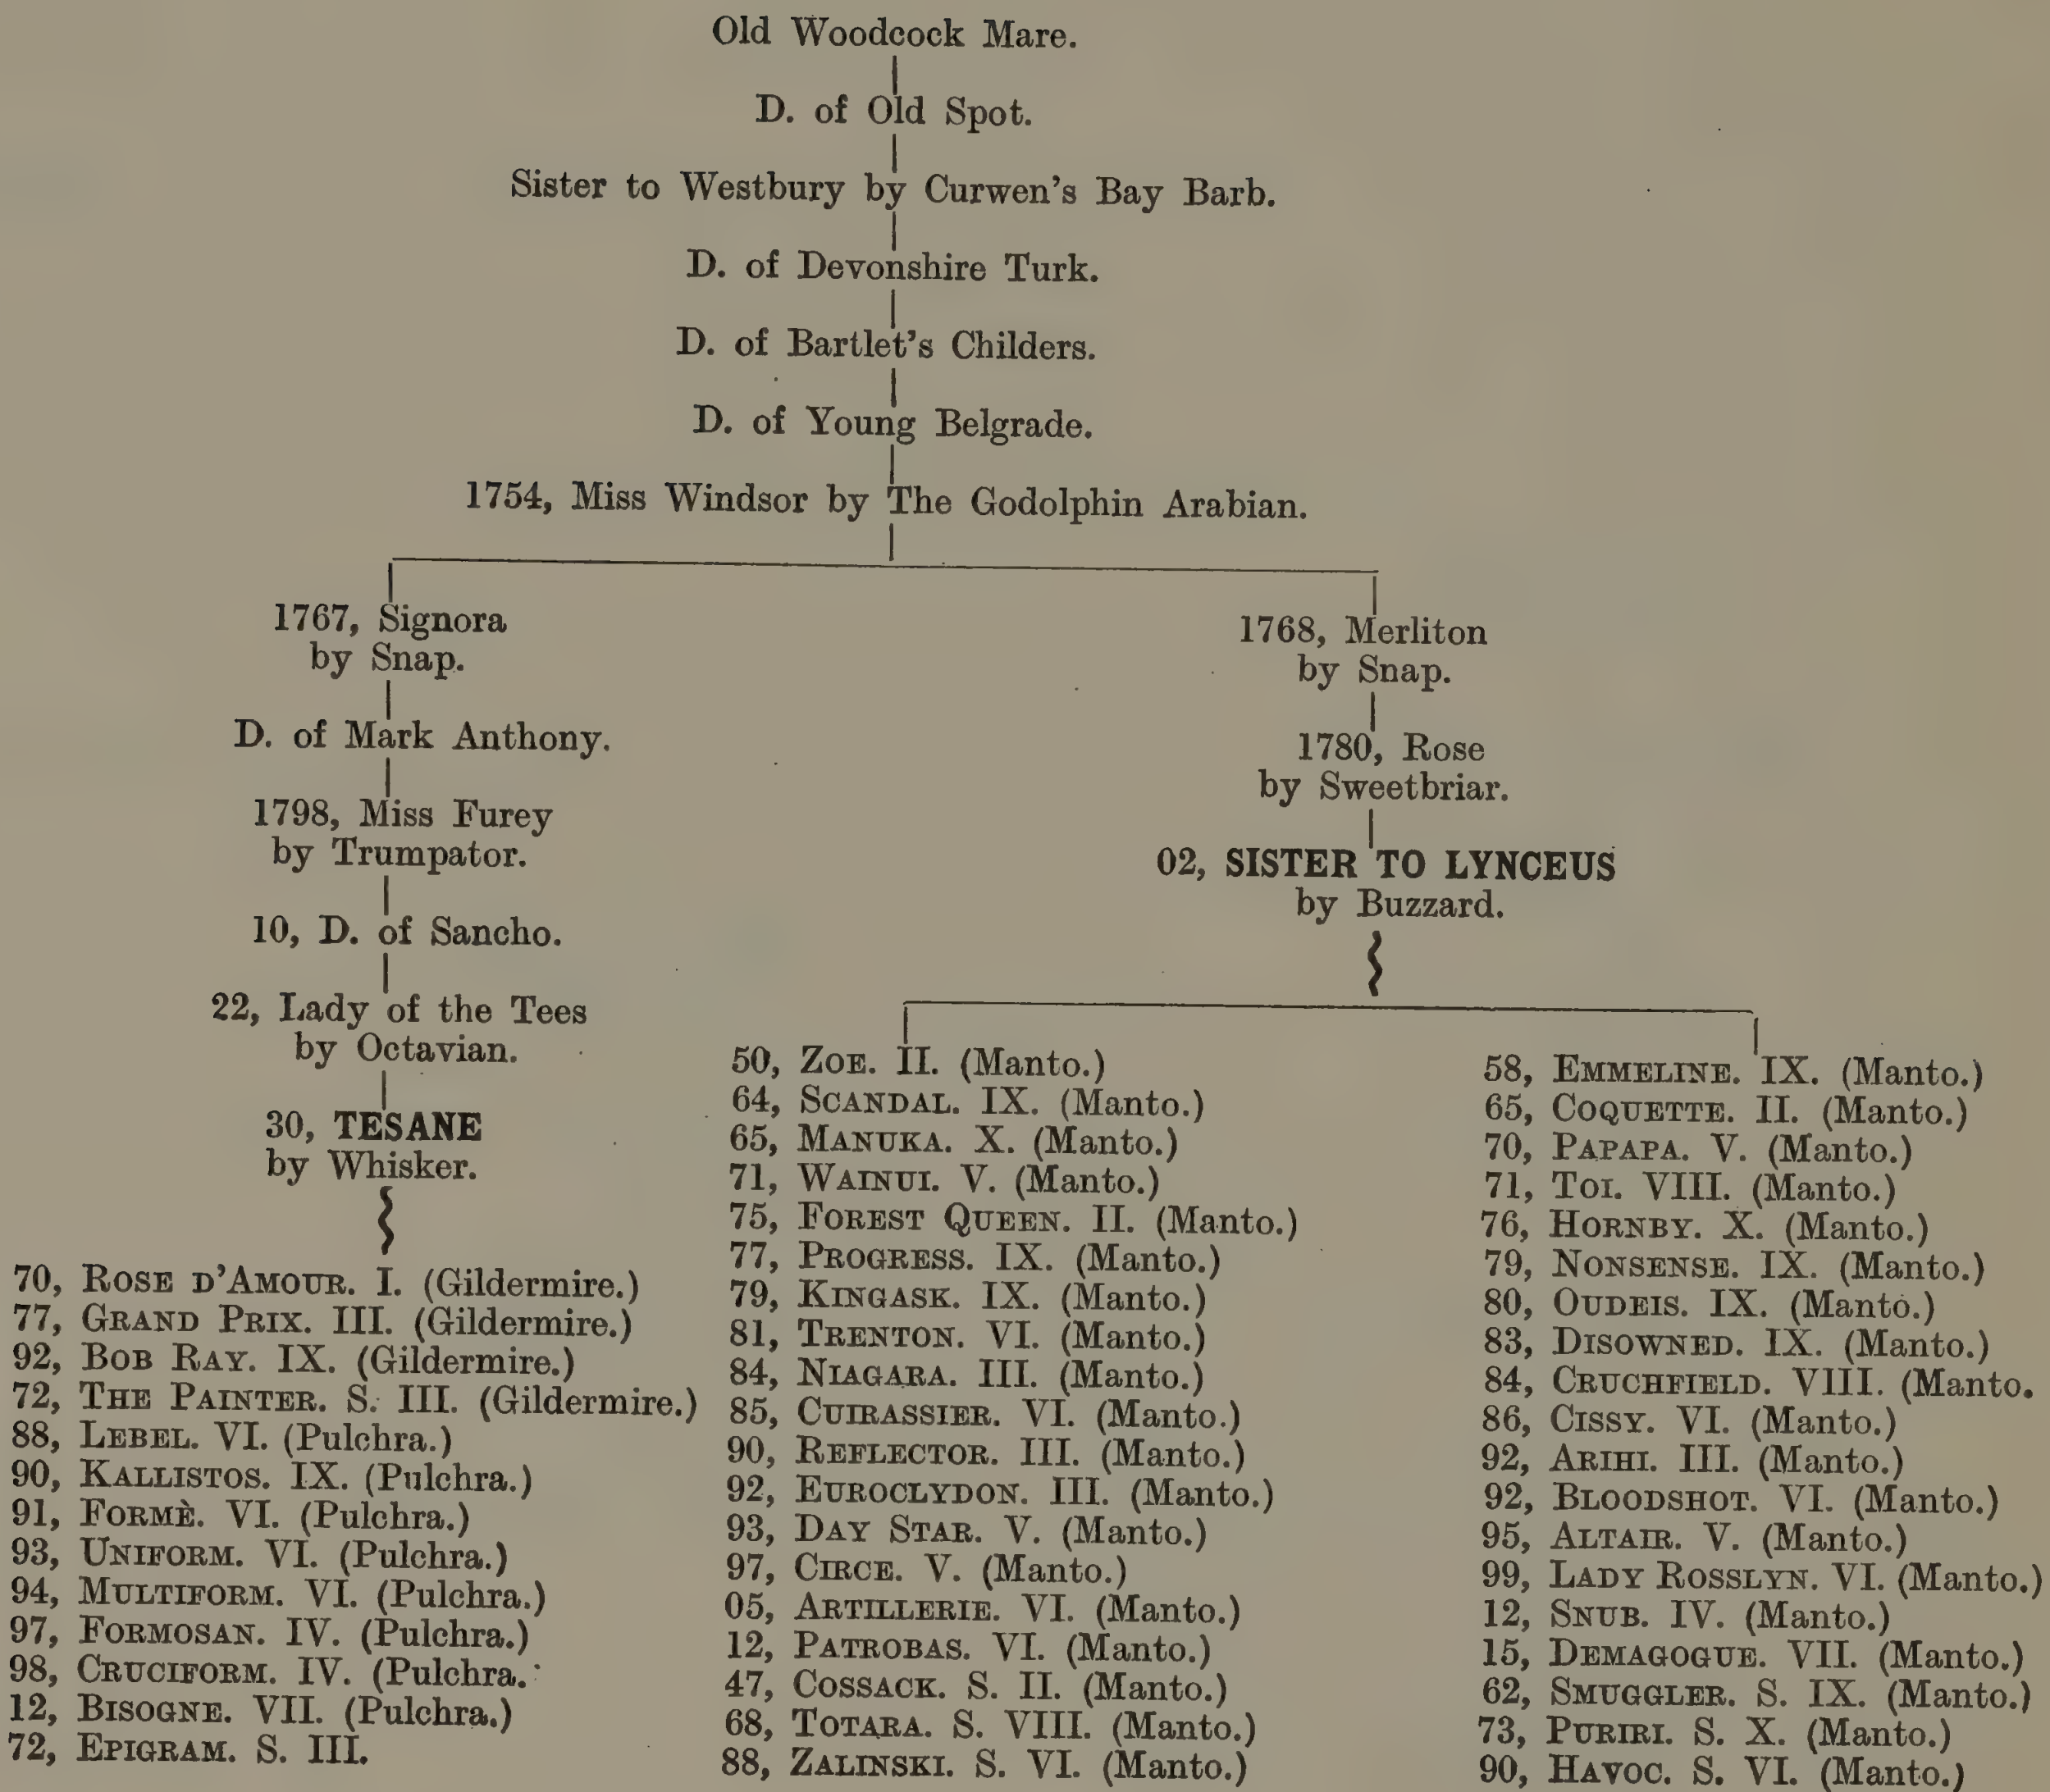 Old Woodcock Mare.
D. of Old Spot.
Sister to Westbury by Curwen's Bay Barb.
D. of Devonshire Turk.
D. of Bartlet's Childers.
D. of Young Belgrade.
1754, Miss Windsor by The Godolphin Arabian.
1767, Signora
by Snap.
D. of Mark Anthony.
1798, Miss Furey
by Trumpator.
10, D. of Sancho.
22, Lady of the Tees
by Octavian.
30, TESANE
by Whisker.
70, ROSE D'AMOUR. I. (Gildermire.)
77, GRAND PRIX. III. (Gildermire.)
92, BOB RAY. IX. (Gildermire.)
72, THE PAINTER. S. III. (Gildermire.)
88, LEBEL. VI. (Pulchra.)
90, KALLISTOS. IX. (Pulchra.)
91, FORMÈ. VI. (Pulchra.)
93, UNIFORM. VI. (Pulchra.)
94, MULTIFORM. VI. (Pulchra.)
97, FORMOSAN. IV. (Pulchra.)
98, CRUCIFORM. IV. (Pulchra.
12, BISOGNE. VII. (Pulchra.)
72, EPIGRAM. S. III.
1768, Merliton
by Snap.
1780, Rose
by Sweetbriar.
02, SISTER TO LYNCEUS
by Buzzard.
50, ZOE. II. (Manto.)
64, SCANDAL. IX. (Manto.)
65, MANUKA. X. (Manto.)
71, WAINUI. V. (Manto.)
75, FOREST QUEEN. II. (Manto.)
77, PROGRESS. IX. (Manto.)
79, KINGASK. IX. (Manto.)
81, TRENTON. VI. (Manto.)
84, NIAGARA. III. (Manto.)
85, CUIRASSIER. VI. (Manto.)
90, REFLECTOR. III. (Manto.)
92, EUROCLYDON. III. (Manto.)
93, DAY STAR. V. (Manto.)
97, CIRCE. V. (Manto.)
05, ARTILLERIE. VI. (Manto.)
12, PATROBAS. VI. (Manto.)
47, COSSACK. S. II. (Manto.)
68, TOTARA. S. VIII. (Manto.)
88, ZALINSKI. S. VI. (Manto.)
58, EMMELINE. IX. (Manto.)
65, COQUETTE. II. (Manto.)
70, PAPAPA. V. (Manto.)
71, TOI. VIII. (Manto.)
76, HORNBY. X. (Manto.)
79, NONSENSE. IX. (Manto.)
80, OUDEIS. IX. (Manto.)
83, DISOWNED. IX. (Manto.)
84, CRUCHFIELD. VIII. (Manto.
86, CISSY. VI. (Manto.)
92, ARIHI. III. (Manto.)
92, BLOODSHOT. VI. (Manto.)
95, ALTAIR. V. (Manto.)
99, LADY ROSSLYN. VI. (Manto.)
12, SNUB. IV. (Manto.)
15, DEMAGOGUE. VII. (Manto.)
62, SMUGGLER. S. IX. (Manto.)
73, PURIRI. S. X. (Manto.)
90, HAVOC. S. VI. (Manto.)